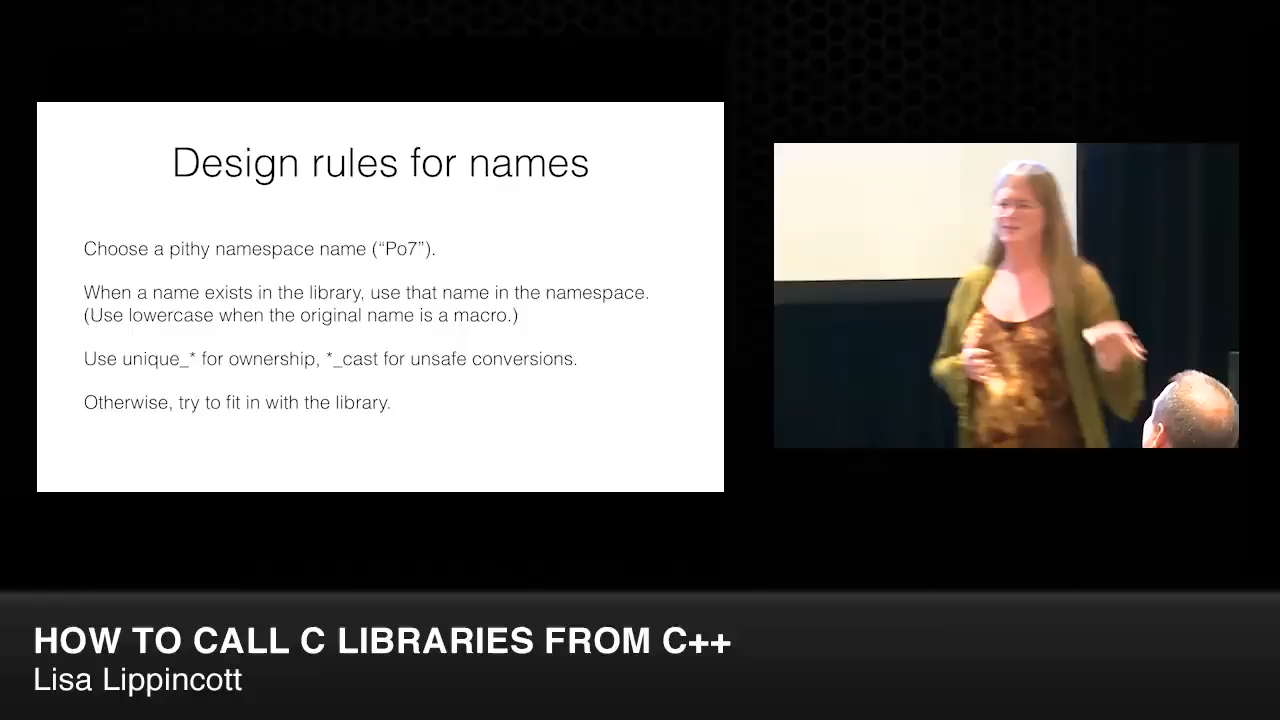 Design rules for names
Choose a pithy namespace name (“Po7”).
When a name exists in the library, use that name in the namespace.
(Use lowercase when the original name is a macro.)
Use unique_* for ownership, *_cast for unsafe conversions.
Otherwise, try to fit in with the library.
HOW TO CALL C LIBRARIES FROM C++
Lisa Lippincott